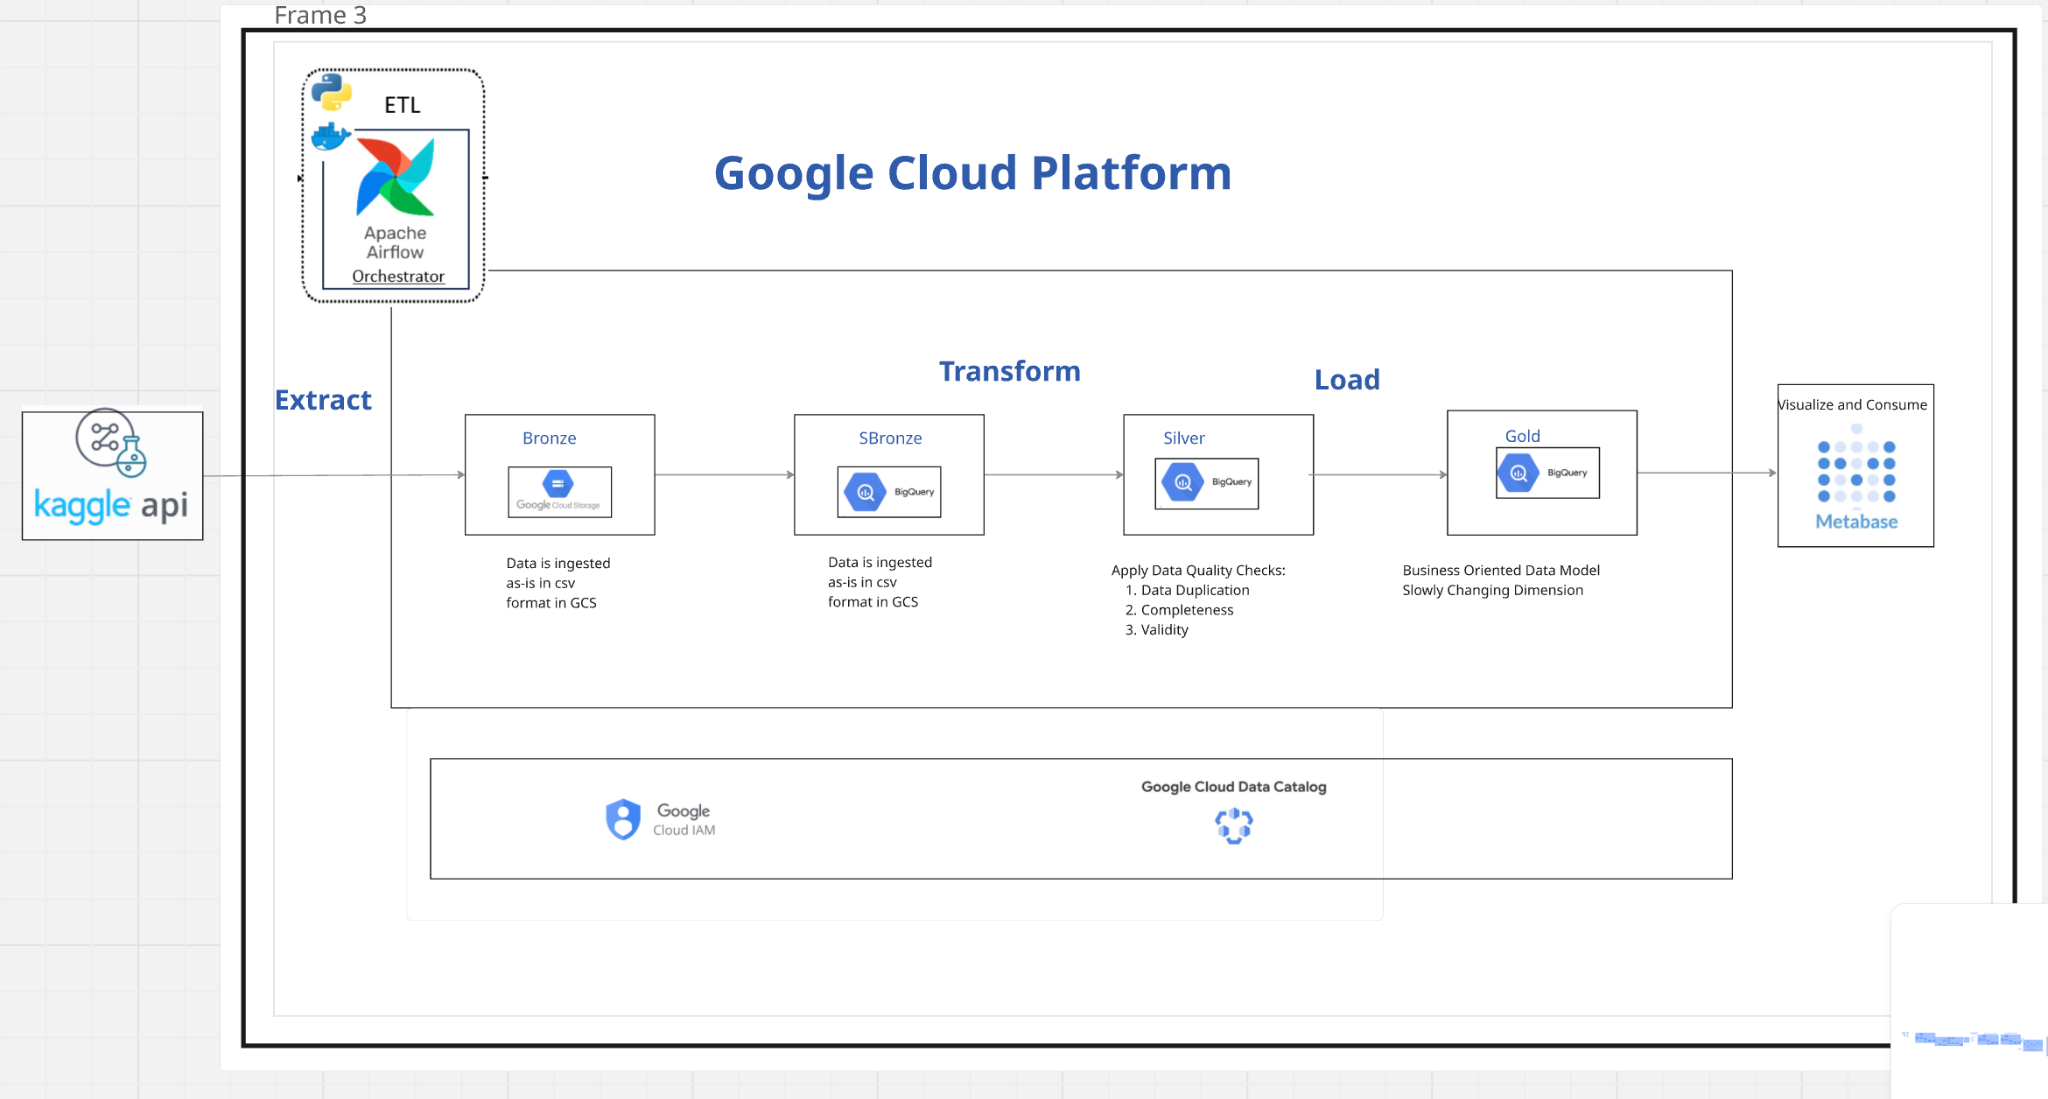 Frame 3
ETL
Apache
Airflow
Orchestrator
Google Cloud Platform
Extract
Transform
Load
kaggle api
Bronze
Google Cloud Storage
Data is ingested
as-is in csv
format in GCS
SBronze
BigQuery
Data is ingested
as-is in csv
format in GCS
Silver
BigQuery
Apply Data Quality Checks:
1. Data Duplication
2. Completeness
3. Validity
Gold
BigQuery
Business Oriented Data Model
Slowly Changing Dimension
Visualize and Consume
Metabase
Google
Cloud IAM
Google Cloud Data Catalog